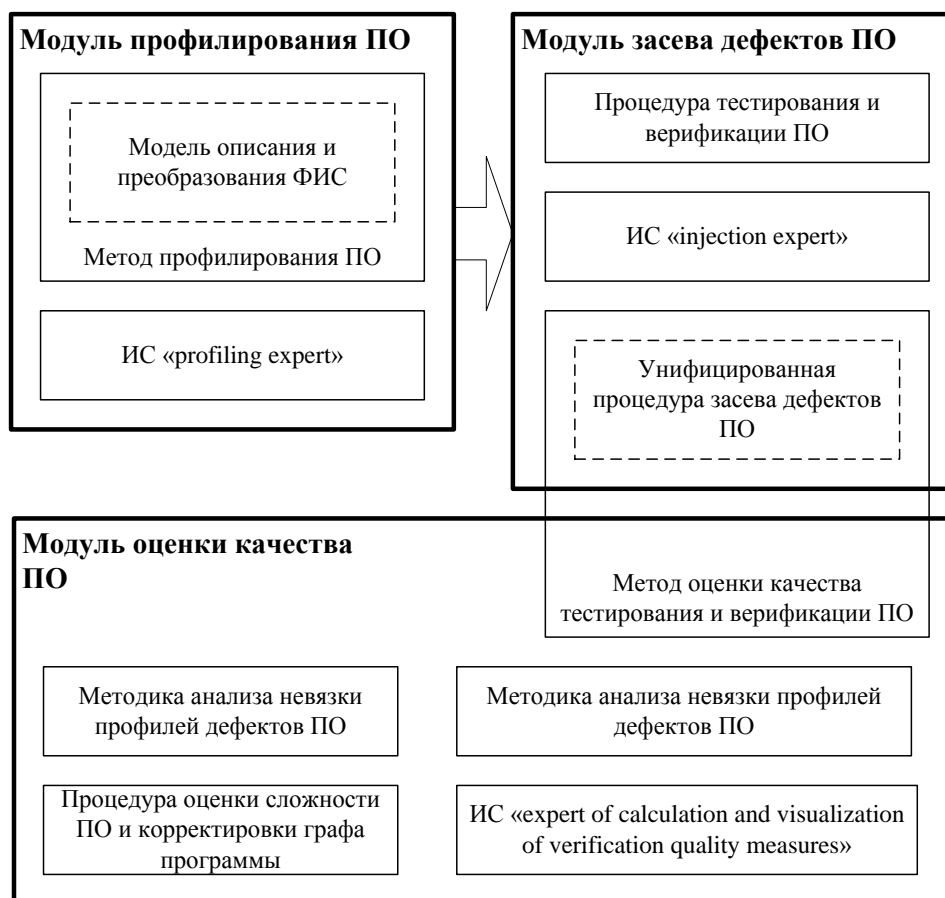 Модуль профилирования ПО
Модель описания и
преобразования ФИС
Метод профилирования ПО
ИС «profiling expert»
Модуль засева дефектов ПО
Процедура тестирования и
верификации ПО
ИС «injection expert»
Унифицированная
процедура засева дефектов
ПО
Модуль оценки качества
ПО
Метод оценки качества
тестирования и верификации ПО
Методика анализа невязки
профилей дефектов ПО
Методика анализа невязки профилей
дефектов ПО
Процедура оценки сложности
ПО и корректировки графа
программы
ИС «expert of calculation and visualization
of verification quality measures»